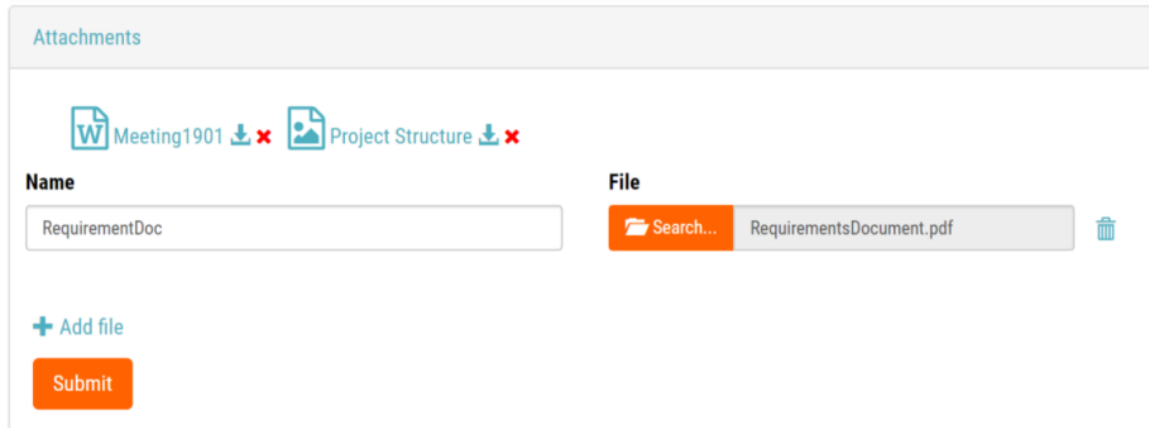 Attachments
W Meeting1901 Project Structure
Name File
RequirementDoc Search... RequirementsDocument.pdf
Add file
Submit